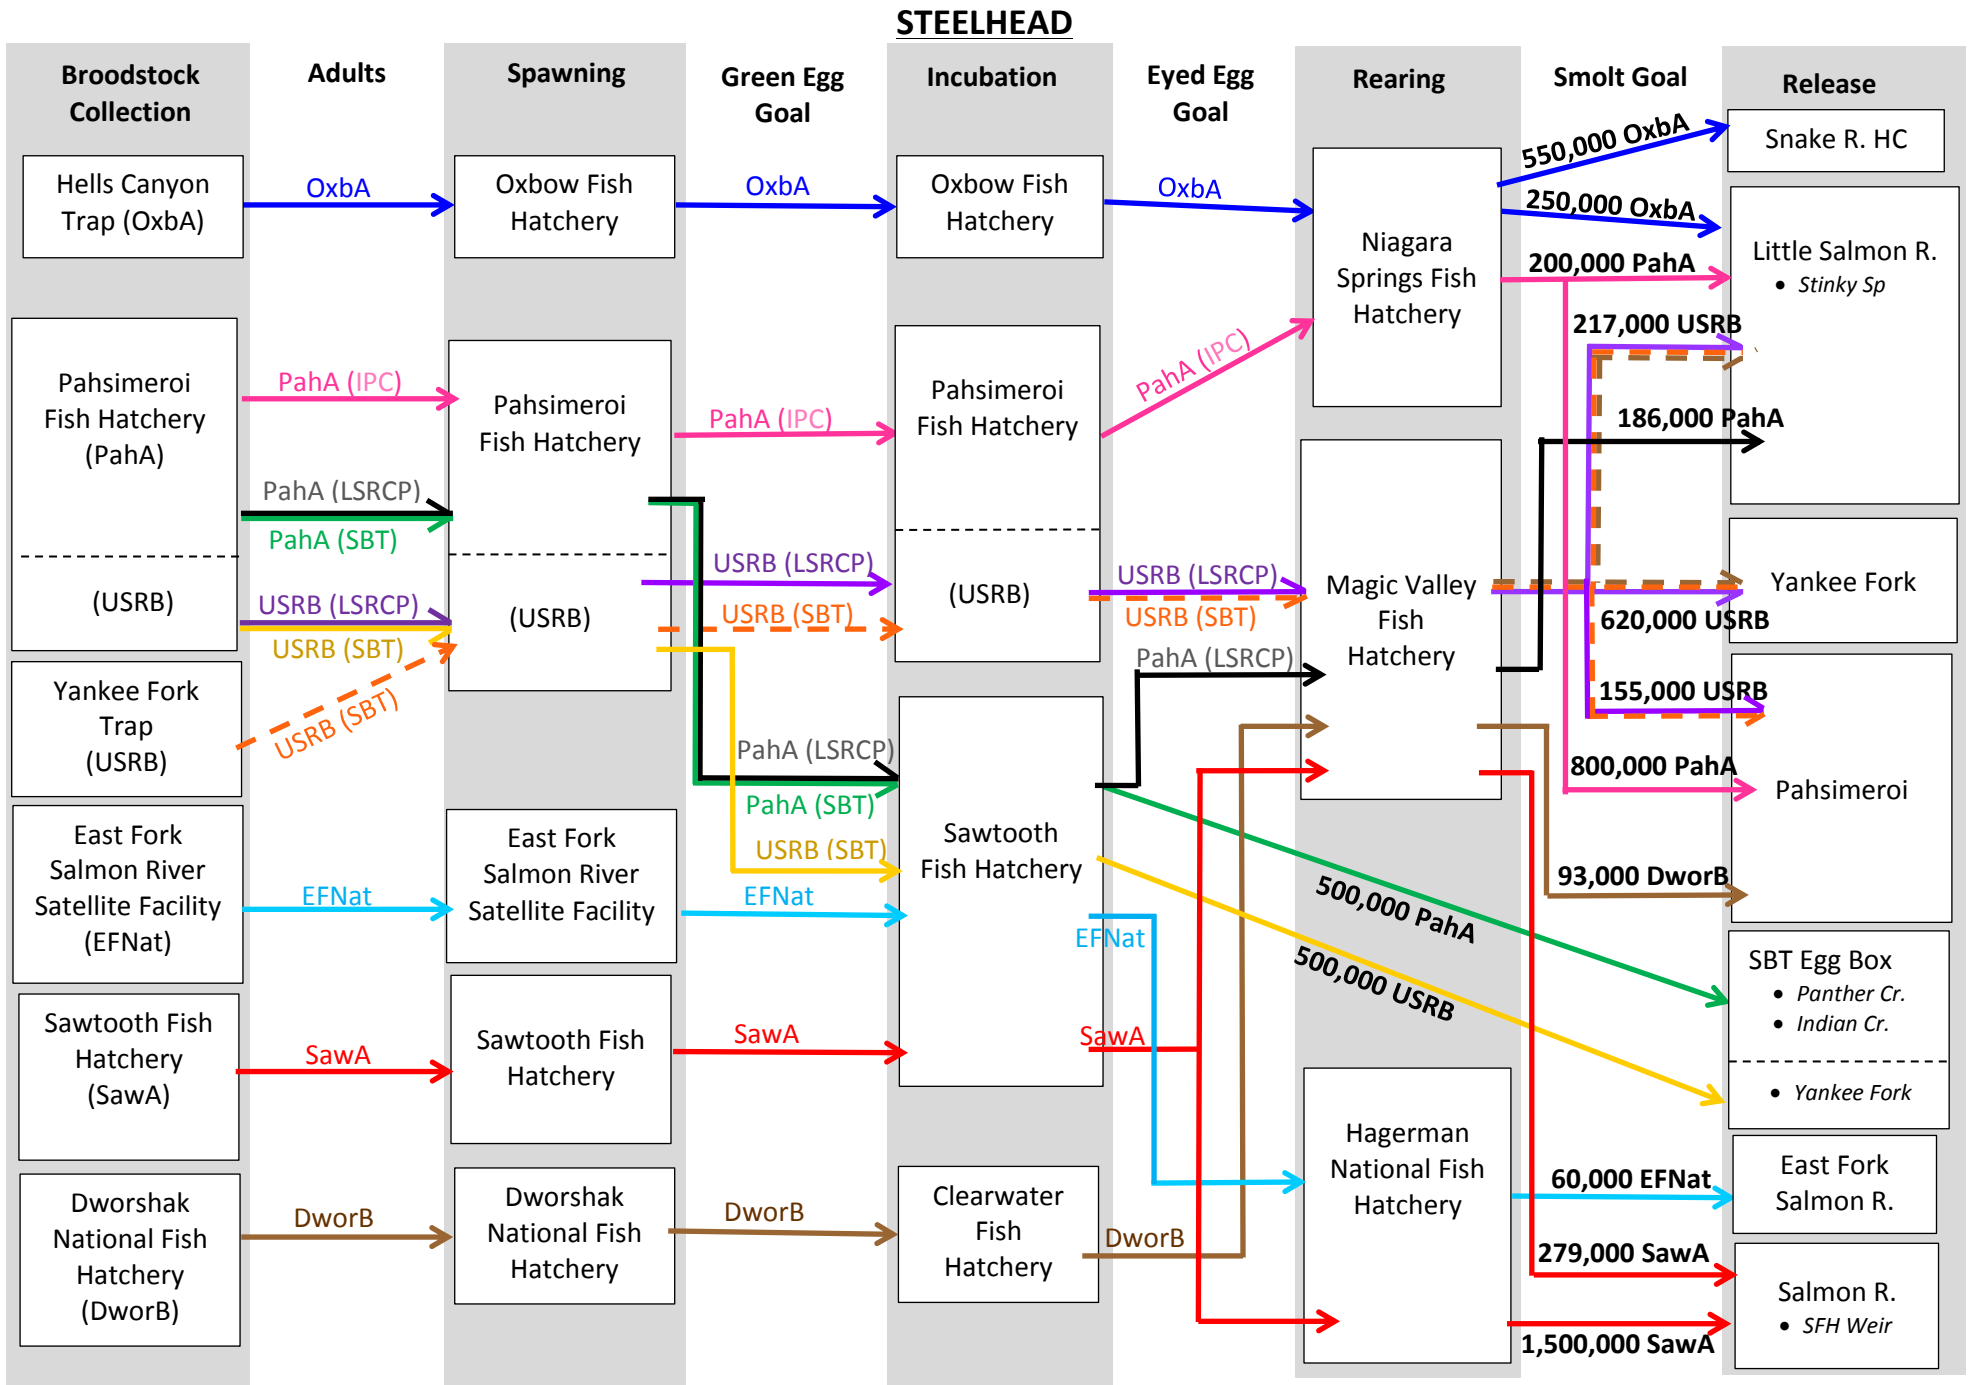 STEELHEAD
Broodstock
Collection
Adults
Spawning
Green Egg
Goal
Incubation
Eyed Egg
Goal
Rearing
Smolt Goal
Release
Hells Canyon
Trap (OxbA)
Pahsimeroi
Fish Hatchery
(PahA)
(USRB)
Yankee Fork
Trap
(USRB)
East Fork
Salmon River
Satellite Facility
(EFNat)
Sawtooth Fish
Hatchery
(SawA)
Dworshak
National Fish
Hatchery
(DworB)
OxbA
PahA (IPC)
PahA (LSRCP)
PahA (SBT)
USRB (LSRCP)
USRB (SBT)
USRB (SBT)
EFNat
SawA
DworB
Oxbow Fish
Hatchery
Pahsimeroi
Fish Hatchery
(USRB)
East Fork
Salmon River
Satellite Facility
Sawtooth Fish
Hatchery
Dworshak
National Fish
Hatchery
OxbA
PahA (IPC)
USRB (LSRCP)
USRB (SBT)
PahA (LSRCP)
PahA (SBT)
USRB (SBT)
EFNat
SawA
DworB
Oxbow Fish
Hatchery
Pahsimeroi
Fish Hatchery
(USRB)
Sawtooth
Fish Hatchery
Clearwater
Fish
Hatchery
OxbA
PahA (IPC)
USRB (LSRCP)
USRB (SBT)
PahA (LSRCP)
EFNat
SawA
DworB
Niagara
Springs Fish
Hatchery
Magic Valley
Fish
Hatchery
Hagerman
National Fish
Hatchery
550,000 OxbA
250,000 OxbA
200,000 PahA
217,000 USRB
186,000 PahA
620,000 USRB
155,000 USRB
800,000 PahA
93,000 DworB
500,000 PahA
500,000 USRB
60,000 EFNat
279,000 SawA
1,500,000 SawA
Snake R. HC
Little Salmon R.
• Stinky Sp
Yankee Fork
Pahsimeroi
SBT Egg Box
• Panther Cr.
• Indian Cr.
• Yankee Fork
East Fork
Salmon R.
Salmon R.
• SFH Weir